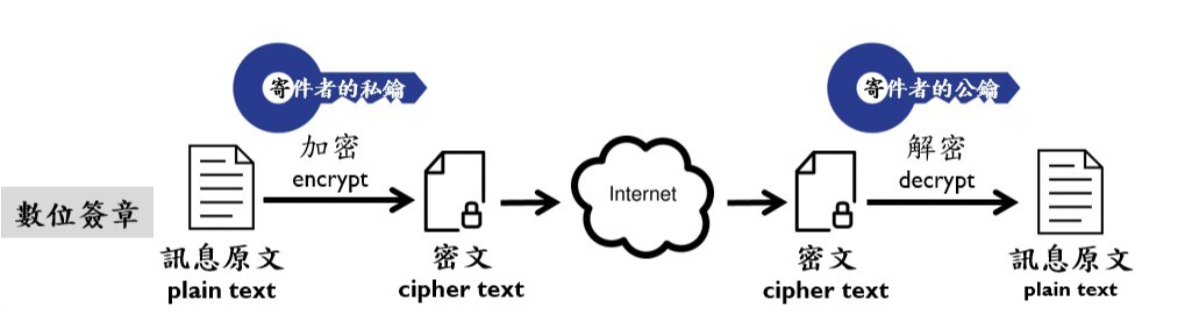 寄件者的私鑰
寄件者的公鑰
加密
encrypt
解密
decrypt
Internet
數位簽章
訊息原文
plain text
密文
cipher text
密文
cipher text
訊息原文
plain text